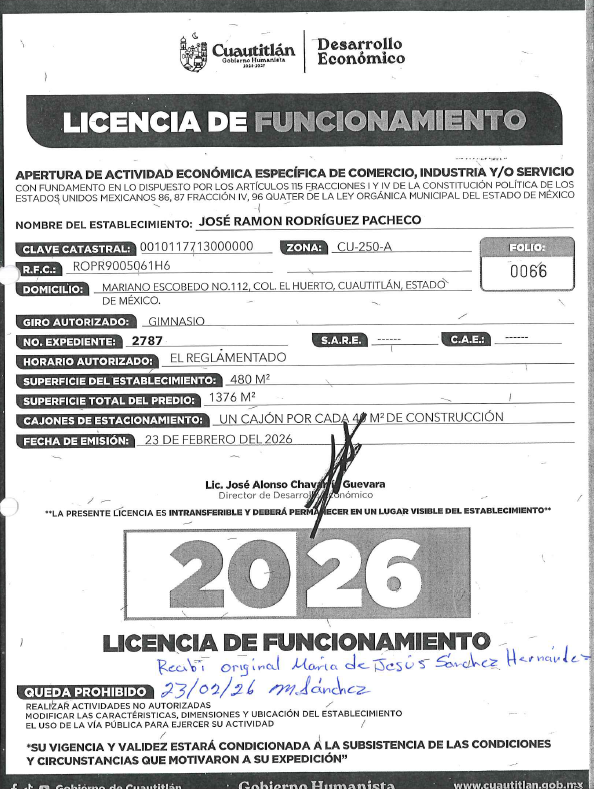 Cuautitlán
Gobierno Humanista
2025-2027
Desarrollo
Económico
LICENCIA DE FUNCIONAMIENTO
APERTURA DE ACTIVIDAD ECONÓMICA ESPECÍFICA DE COMERCIO, INDUSTRIA Y/O SERVICIO
CON FUNDAMENTO EN LO DISPUESTO POR LOS ARTÍCULOS 115 FRACCIONES I Y IV DE LA CONSTITUCIÓN POLÍTICA DE LOS
ESTADOS UNIDOS MEXICANOS 86, 87 FRACCIÓN IV, 96 QUATER DE LA LEY ORGÁNICA MUNICIPAL DEL ESTADO DE MÉXICO
NOMBRE DEL ESTABLECIMIENTO: JOSÉ RAMON RODRÍGUEZ PACHECO
CLAVE CATASTRAL: 0010117713000000 ZONA: CU-250-A
FOLIO:
0066
R.F.C.: ROPR9005061H6
DOMICILIO: MARIANO ESCOBEDO NO.112, COL. EL HUERTO, CUAUTITLÁN, ESTADO
DE MÉXICO.
GIRO AUTORIZADO: GIMNASIO
NO. EXPEDIENTE: 2787 S.A.R.E. ------ C.A.E.: ------
HORARIO AUTORIZADO: EL REGLAMENTADO
SUPERFICIE DEL ESTABLECIMIENTO: 480 M²
SUPERFICIE TOTAL DEL PREDIO: 1376 M²
CAJONES DE ESTACIONAMIENTO: UN CAJÓN POR CADA M² DE CONSTRUCCIÓN
FECHA DE EMISIÓN: 23 DE FEBRERO DEL 2026
Lic. José Alonso Guevara
Director de Desarrollo Económico
**LA PRESENTE LICENCIA ES INTRANSFERIBLE Y DEBERÁ PERMANECER EN UN LUGAR VISIBLE DEL ESTABLECIMIENTO**
2026
LICENCIA DE FUNCIONAMIENTO
Recibi original Maria de Jesús Sánchez Hernández
23/02/26 M.Sánchez
QUEDA PROHIBIDO
REALIZAR ACTIVIDADES NO AUTORIZADAS
MODIFICAR LAS CARACTERÍSTICAS, DIMENSIONES Y UBICACIÓN DEL ESTABLECIMIENTO
EL USO DE LA VÍA PÚBLICA PARA EJERCER SU ACTIVIDAD
"SU VIGENCIA Y VALIDEZ ESTARÁ CONDICIONADA A LA SUBSISTENCIA DE LAS CONDICIONES
Y CIRCUNSTANCIAS QUE MOTIVARON A SU EXPEDICIÓN"
Gobierno de Cuautitlán Gobierno Humanista www.cuautitlan.gob.mx